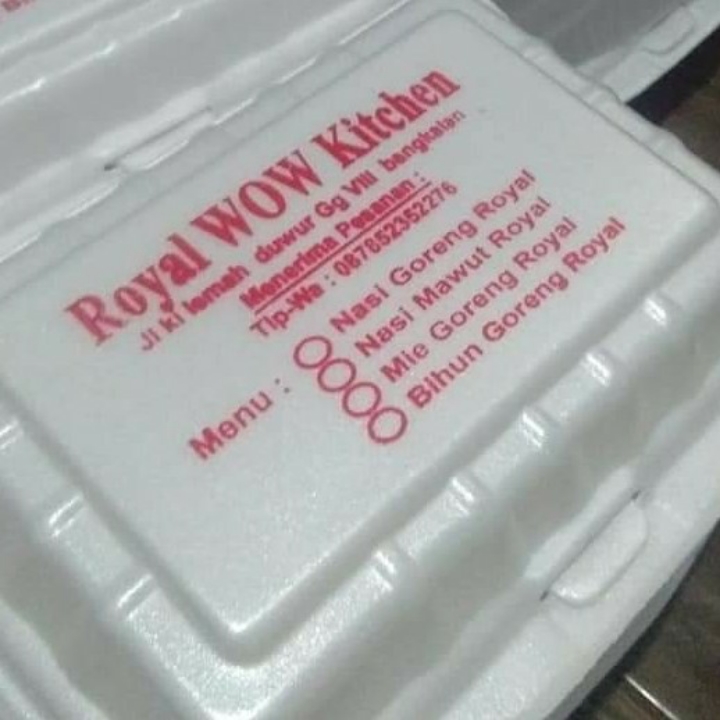 Royal WOW Kitchen
Jl ki lemah duwur Gg VIII bangkalan
Menerima Pesanan :
Tlp-Wa : 087852352276
Menu :
Nasi Goreng Royal
Nasi Mawut Royal
Mie Goreng Royal
Bihun Goreng Royal